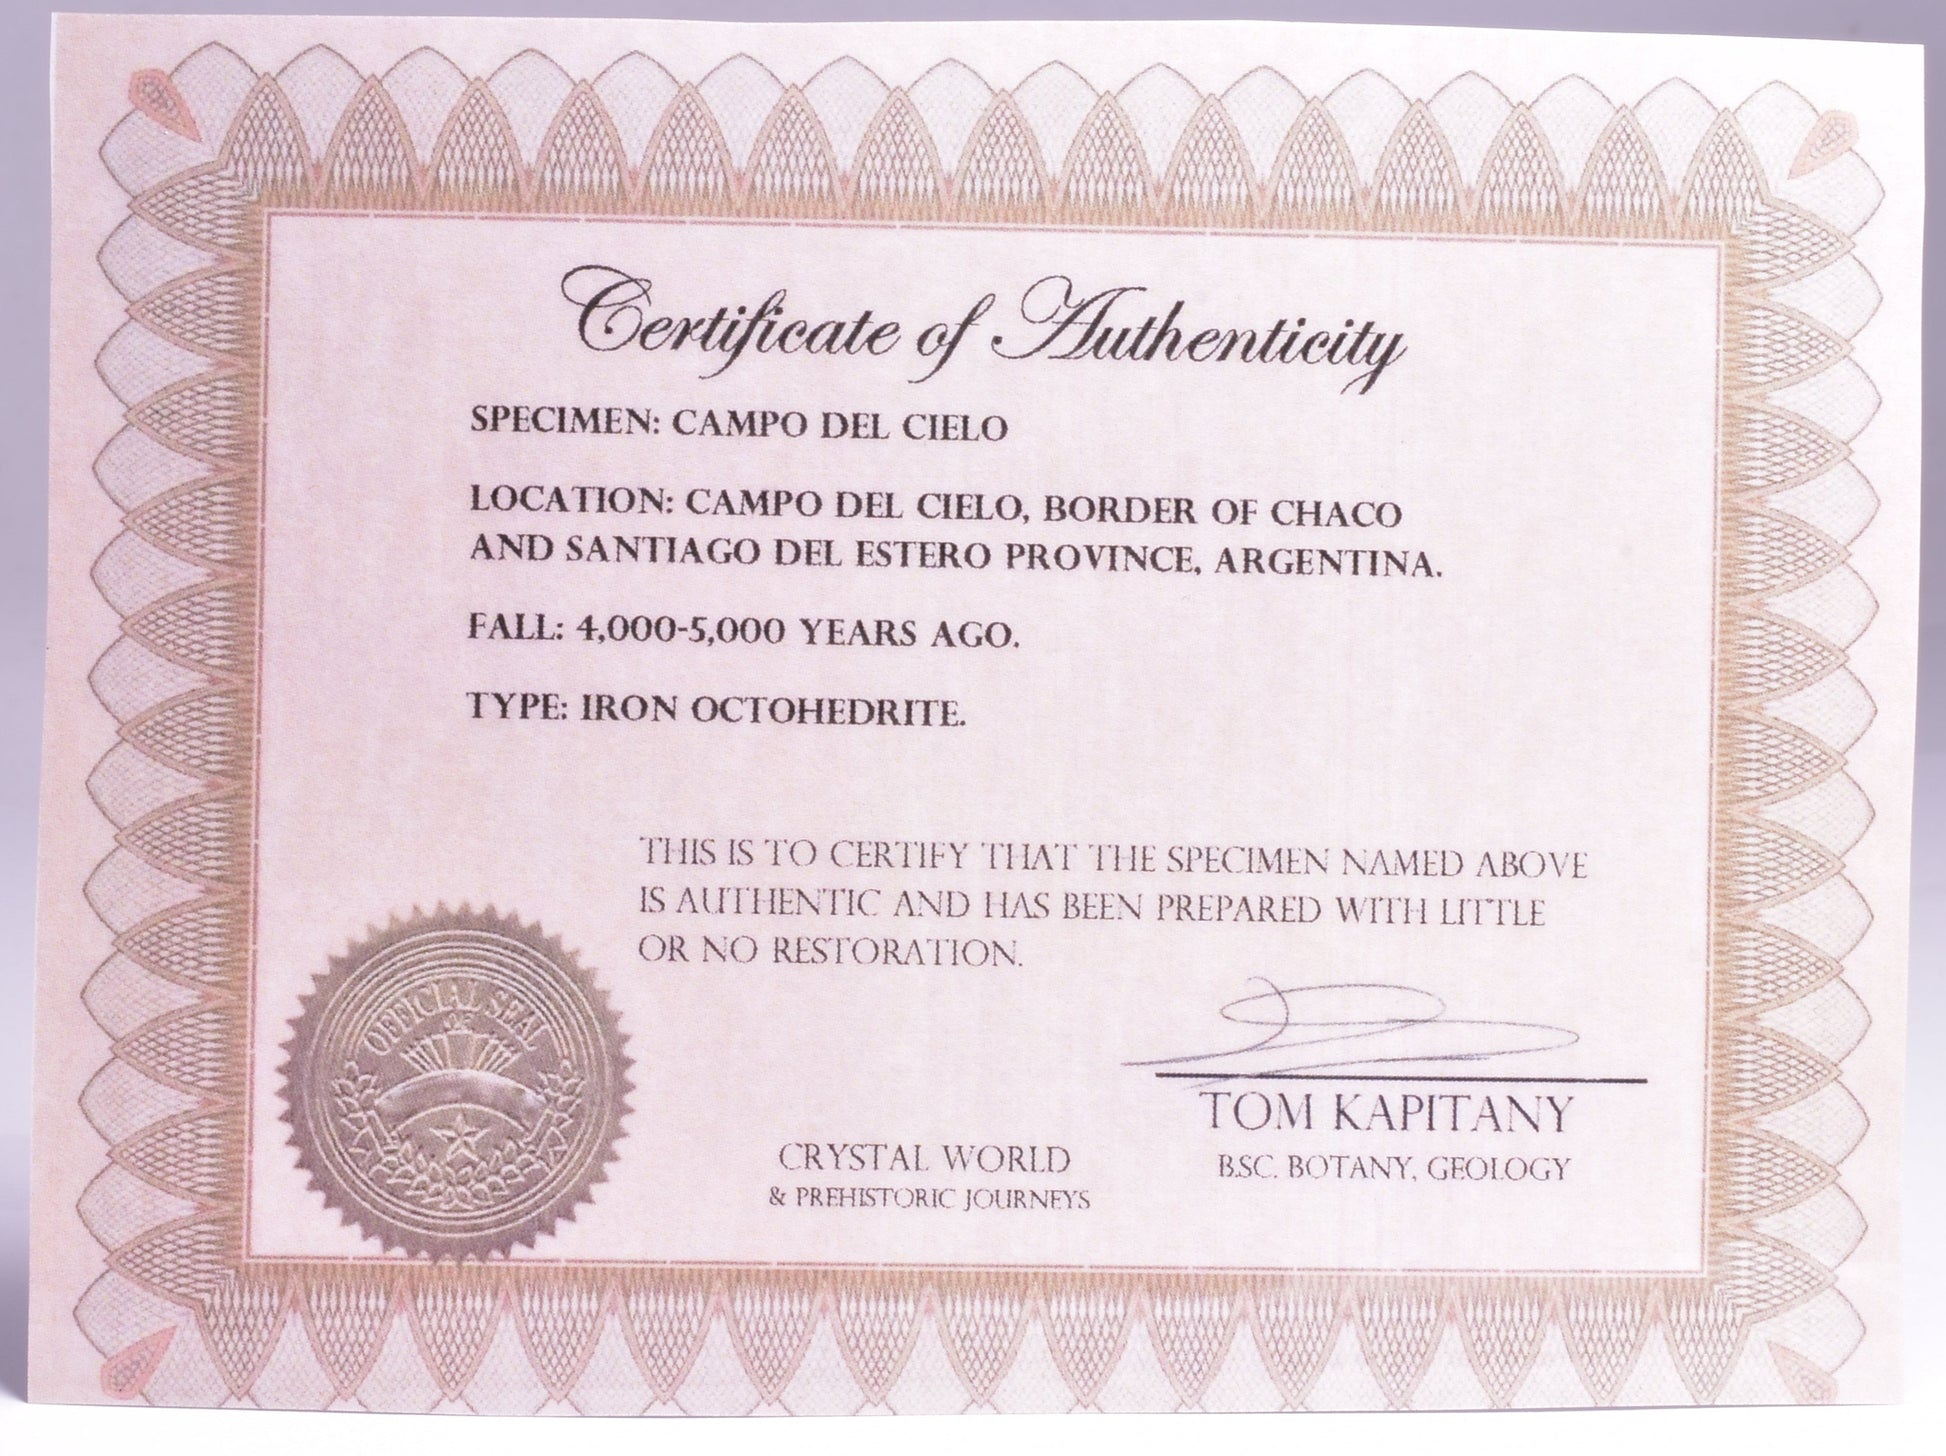 Certificate of Authenticity
SPECIMEN: CAMPO DEL CIELO
LOCATION: CAMPO DEL CIELO, BORDER OF CHACO
AND SANTIAGO DEL ESTERO PROVINCE, ARGENTINA.
FALL: 4,000-5,000 YEARS AGO.
TYPE: IRON OCTOHEDRITE.
THIS IS TO CERTIFY THAT THE SPECIMEN NAMED ABOVE
IS AUTHENTIC AND HAS BEEN PREPARED WITH LITTLE
OR NO RESTORATION.
OFFICIAL SEAL
TOM KAPITANY
B.SC. BOTANY, GEOLOGY
CRYSTAL WORLD
& PREHISTORIC JOURNEYS